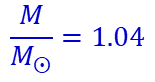 M/M☉ = 1.04